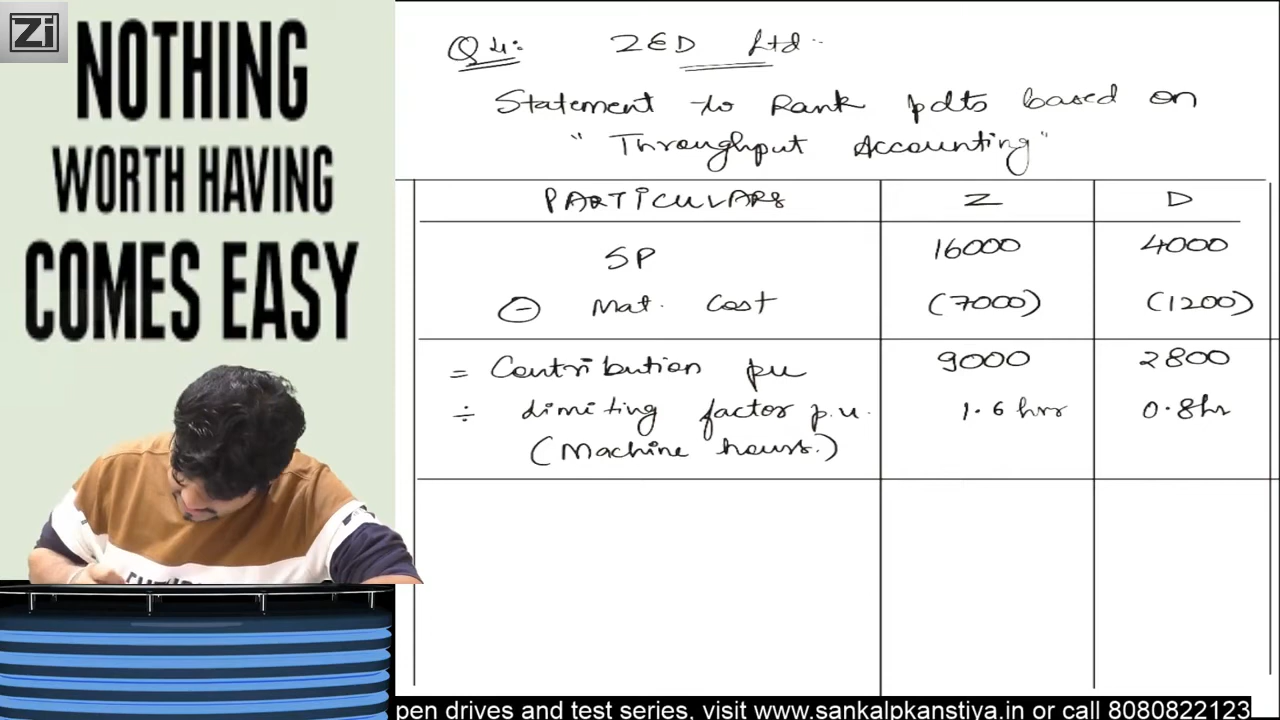 Zi
NOTHING
WORTH HAVING
COMES EASY
Q4: ZED Ltd.
Statement to Rank pdts based on
"Throughput Accounting"
PARTICULARS Z D
SP 16000 4000
⊖ Mat. Cost (7000) (1200)
= Contribution pu 9000 2800
÷ Limiting factor p.u. 1.6 hrs 0.8hr
(Machine hours.)
pen drives and test series, visit www.sankalpkanstiya.in or call 8080822123